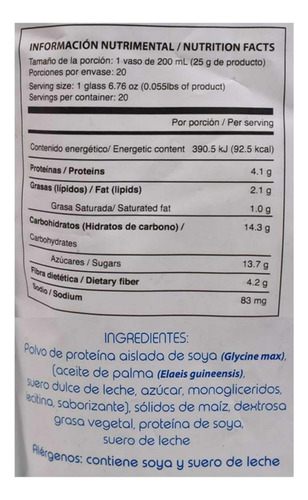 INFORMACIÓN NUTRIMENTAL / NUTRITION FACTS
Tamaño de la porción: 1 vaso de 200 mL (25 g de producto)
Porciones por envase: 20
Serving size: 1 glass 6.76 oz (0.055lbs of product)
Servings per container: 20
Por porción / Per serving
Contenido energético/ Energetic content 390.5 kJ (92.5 kcal)
Proteínas / Proteins 4.1 g
Grasas (lípidos) / Fat (lipids) 2.1 g
Grasa Saturada/ Saturated fat 1.0 g
Carbohidratos (Hidratos de carbono) / 14.3 g
Carbohydrates
Azúcares / Sugars 13.7 g
Fibra dietética / Dietary fiber 4.2 g
Sodio / Sodium 83 mg
INGREDIENTES:
Polvo de proteína aislada de soya (Glycine max),
(aceite de palma (Elaeis guineensis),
suero dulce de leche, azúcar, monogliceridos,
lecitina, saborizante), sólidos de maíz, dextrosa
grasa vegetal, proteína de soya,
suero de leche
Alérgenos: contiene soya y suero de leche